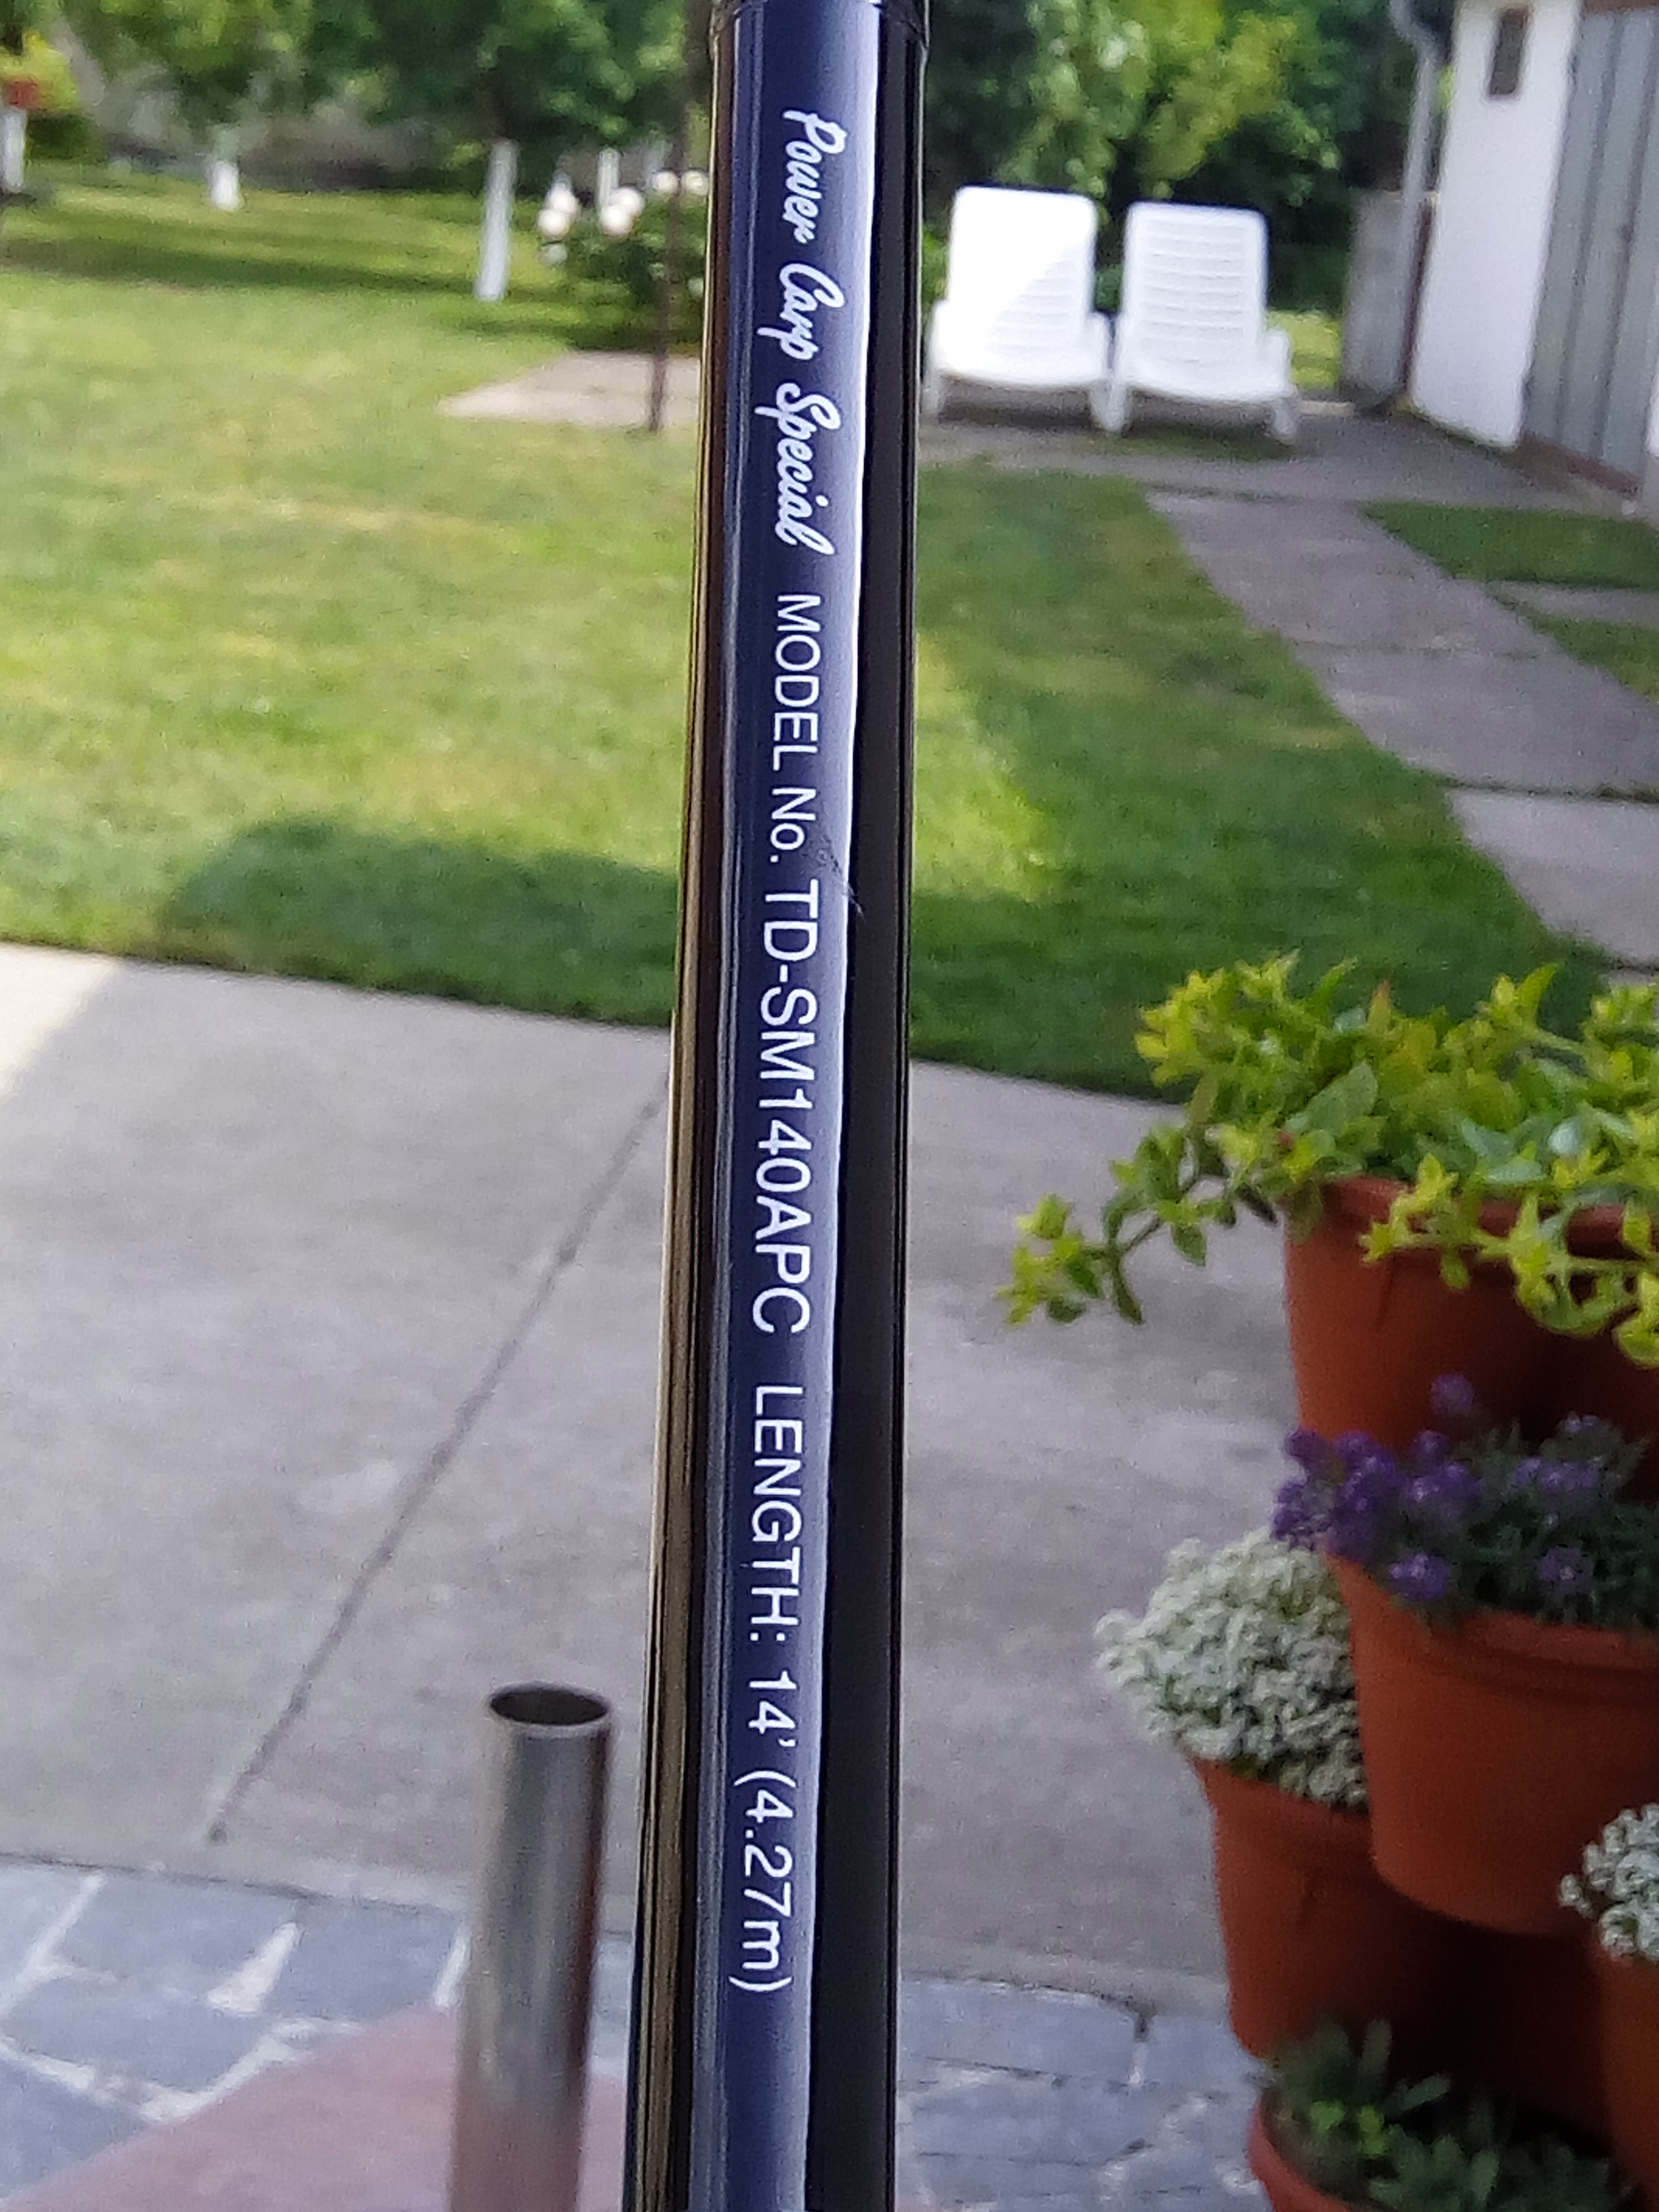 Power Carp Special MODEL No. TD-SM140APC LENGTH: 14' (4.27m)